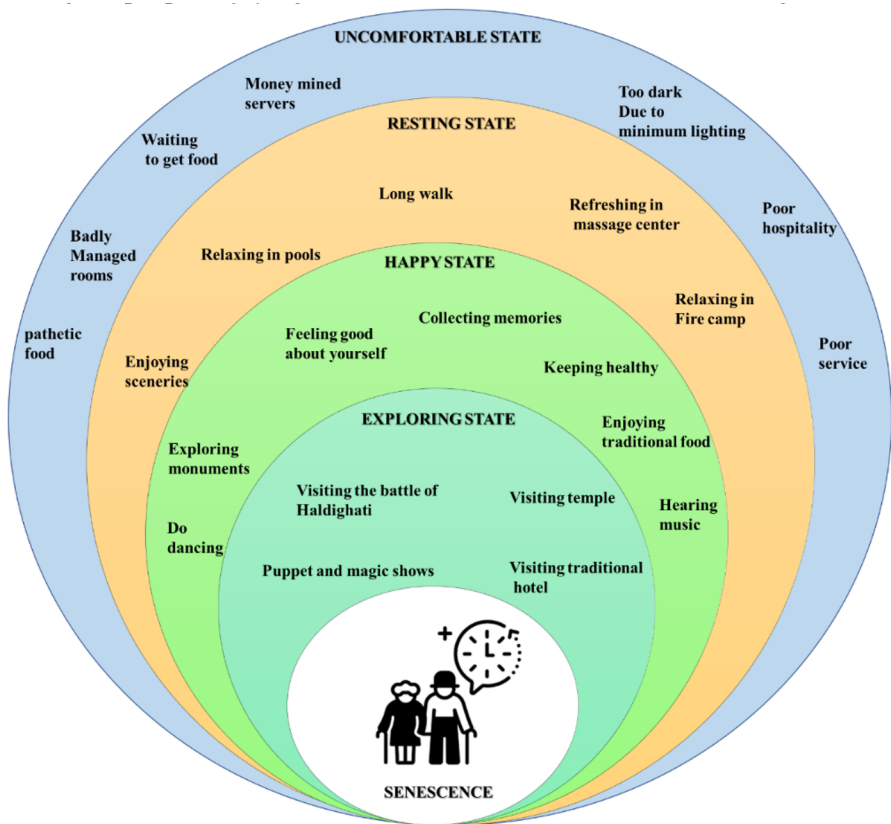 UNCOMFORTABLE STATE
Money mined
servers
Too dark
Due to
minimum lighting
Waiting
to get food
Poor
hospitality
Badly
Managed
rooms
pathetic
food
Poor
service
RESTING STATE
Long walk
Refreshing in
massage center
Relaxing in pools
Relaxing in
Fire camp
Enjoying
sceneries
HAPPY STATE
Collecting memories
Feeling good
about yourself
Keeping healthy
Enjoying
traditional food
Exploring
monuments
Hearing
music
Do
dancing
EXPLORING STATE
Visiting the battle of
Haldighati
Visiting temple
Puppet and magic shows
Visiting traditional
hotel
SENESCENCE